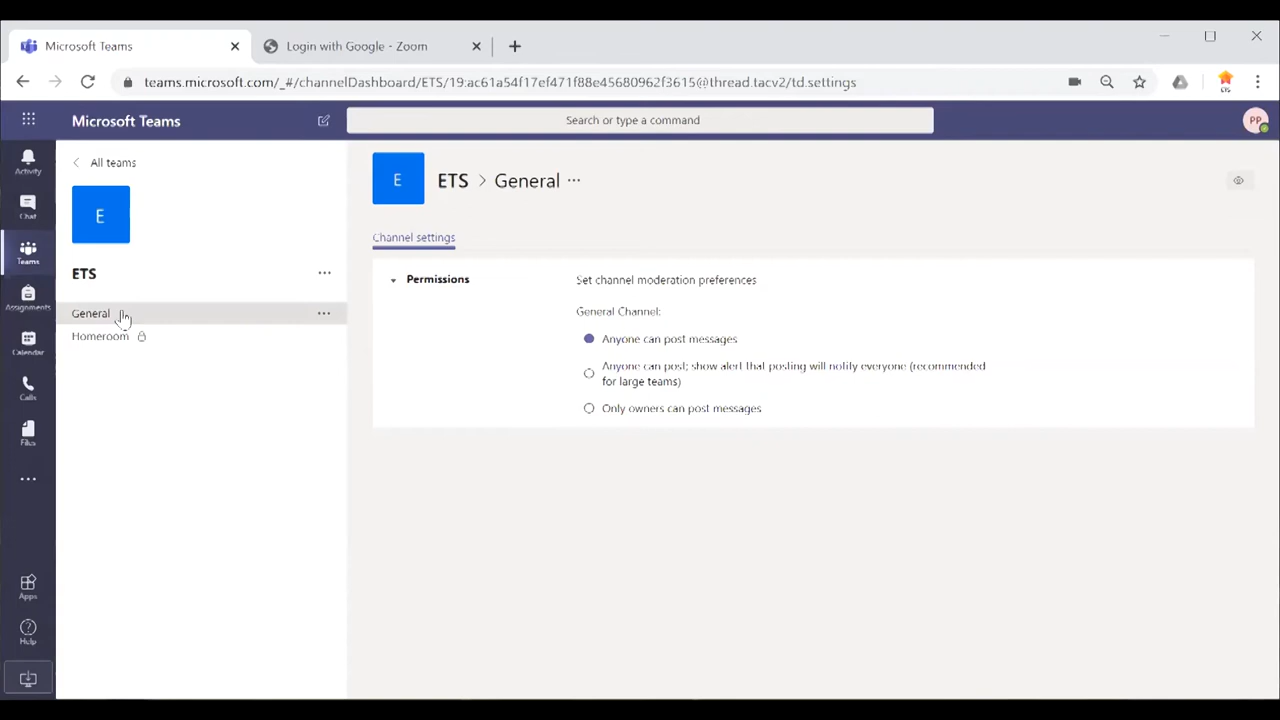 Microsoft Teams
Login with Google - Zoom
teams.microsoft.com/_#/channelDashboard/ETS/19:ac61a54f17ef471f88e45680962f3615@thread.tacv2/td.settings
ETS
Microsoft Teams
Search or type a command
PP
Activity
Chat
Teams
Assignments
Calendar
Calls
Files
Apps
Help
All teams
E
ETS
General
Homeroom
E
ETS > General ...
Channel settings
Permissions
Set channel moderation preferences
General Channel:
Anyone can post messages
Anyone can post; show alert that posting will notify everyone (recommended
for large teams)
Only owners can post messages